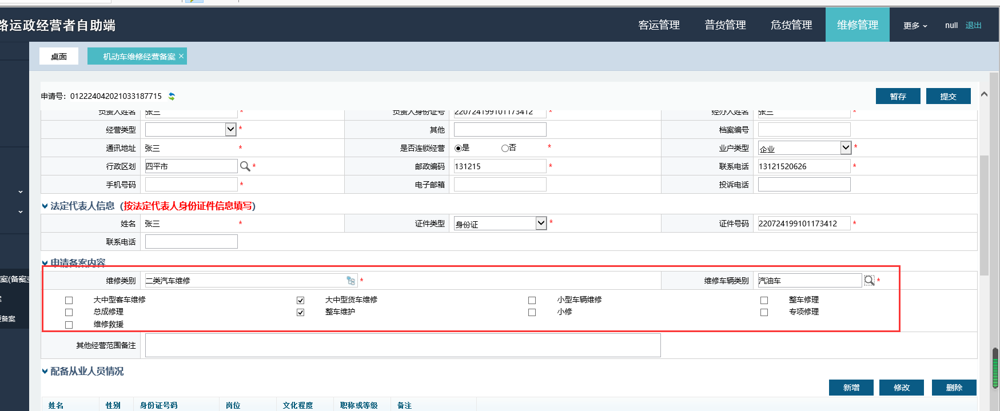 路运政经营者自助端 客运管理 普货管理 危货管理 维修管理 更多 null 退出
桌面 机动车维修经营备案 ×
申请号：012224042021033187715 暂存 提交
负责人姓名 张三 * 负责人身份证号 220724199101173412 * 经办人姓名 张三 *
经营类型 * 其他 档案编号
通讯地址 张三 * 是否连锁经营 是 否 * 业户类型 企业 *
行政区划 四平市 * 邮政编码 131215 * 联系电话 13121520626 *
手机号码 * 电子邮箱 投诉电话
法定代表人信息（按法定代表人身份证件信息填写）
姓名 张三 * 证件类型 身份证 * 证件号码 220724199101173412 *
联系电话
申请备案内容
维修类别 二类汽车维修 * 维修车辆类别 汽油车 *
大中型客车维修 大中型货车维修 小型车辆维修 整车修理
总成修理 整车维护 小修 专项修理
维修救援
案(备案
备案
其他经营范围备注
配备从业人员情况
新增 修改 删除
姓名 性别 身份证号码 岗位 文化程度 职称或等级 备注